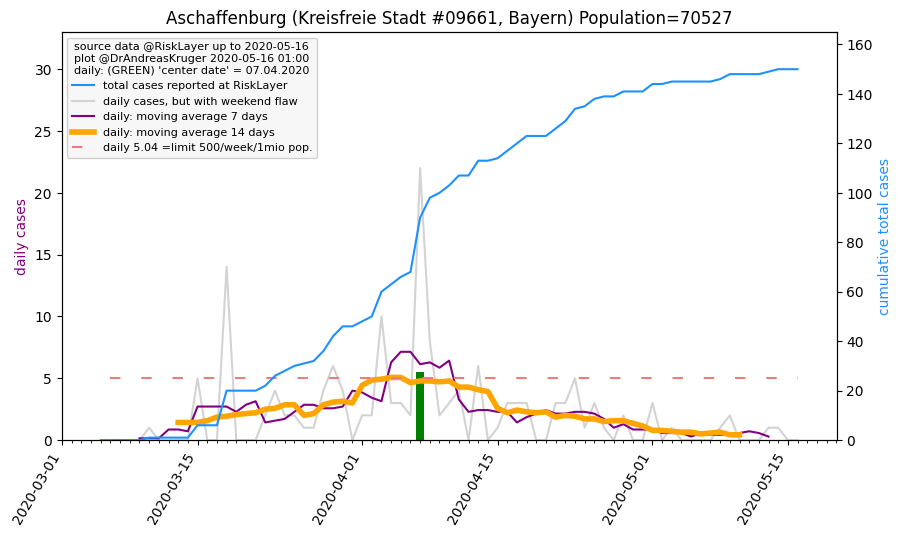 Aschaffenburg (Kreisfreie Stadt #09661, Bayern) Population=70527
source data @RiskLayer up to 2020-05-16
plot @DrAndreasKruger 2020-05-16 01:00
daily: (GREEN) 'center date' = 07.04.2020
total cases reported at RiskLayer
daily cases, but with weekend flaw
daily: moving average 7 days
daily: moving average 14 days
daily 5.04 =limit 500/week/1mio pop.
daily cases
30
25
20
15
10
5
0
160
140
120
100
80
60
40
20
0
cumulative total cases
2020-03-01
2020-03-15
2020-04-01
2020-04-15
2020-05-01
2020-05-15